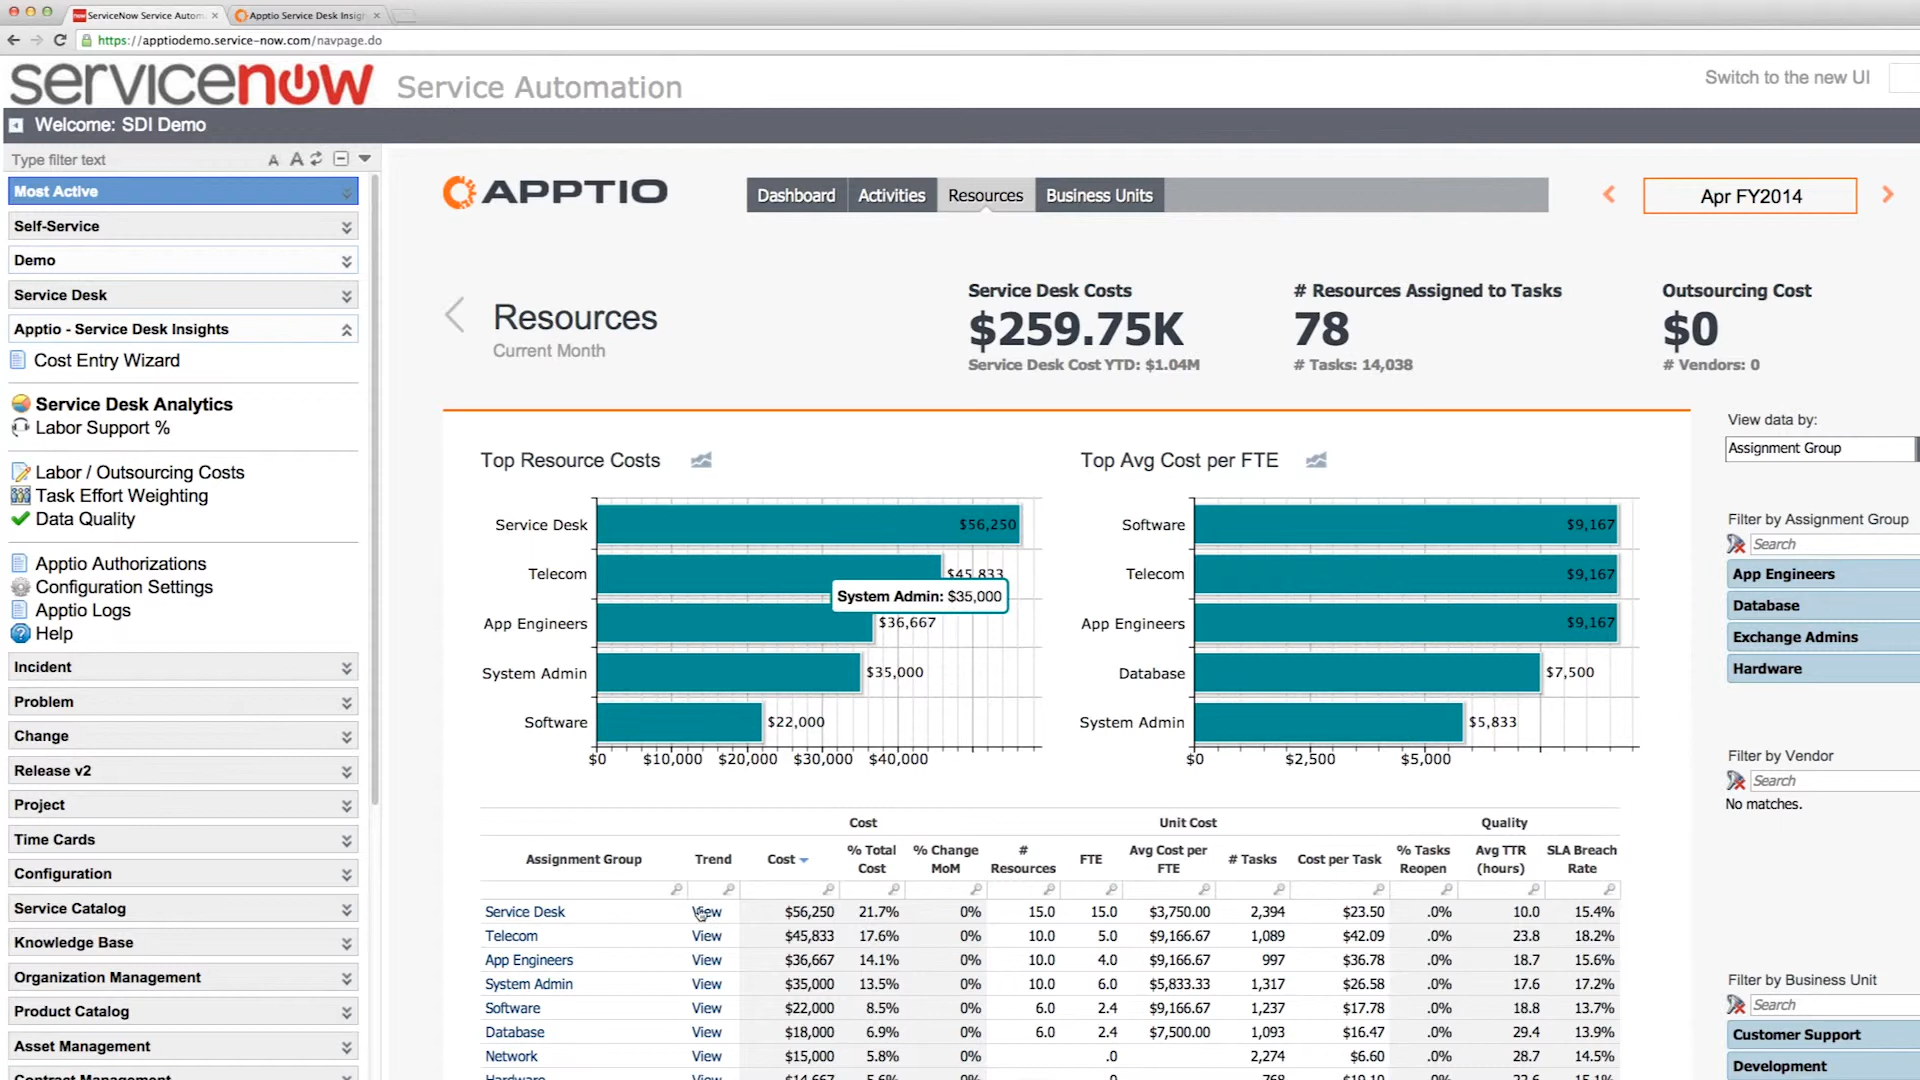 ServiceNow Service Autom
Apptio Service Desk Insigh
https://apptiodemo.service-now.com/navpage.do
servicenow Service Automation
Switch to the new UI
Welcome: SDI Demo
Type filter text
A A
Most Active
Self-Service
Demo
Service Desk
Apptio - Service Desk Insights
Cost Entry Wizard
Service Desk Analytics
Labor Support %
Labor / Outsourcing Costs
Task Effort Weighting
Data Quality
Apptio Authorizations
Configuration Settings
Apptio Logs
Help
Incident
Problem
Change
Release v2
Project
Time Cards
Configuration
Service Catalog
Knowledge Base
Organization Management
Product Catalog
Asset Management
APPTIO
Dashboard Activities Resources Business Units
Apr FY2014
Resources
Current Month
Service Desk Costs
$259.75K
Service Desk Cost YTD: $1.04M
# Resources Assigned to Tasks
78
# Tasks: 14,038
Outsourcing Cost
$0
# Vendors: 0
Top Resource Costs
Service Desk $56,250
Telecom $45,833
System Admin: $35,000
App Engineers $36,667
System Admin $35,000
Software $22,000
$0 $10,000 $20,000 $30,000 $40,000
Top Avg Cost per FTE
Software $9,167
Telecom $9,167
App Engineers $9,167
Database $7,500
System Admin $5,833
$0 $2,500 $5,000
Cost Unit Cost Quality
Assignment Group Trend Cost % Total Cost % Change MoM # Resources FTE Avg Cost per FTE # Tasks Cost per Task % Tasks Reopen Avg TTR (hours) SLA Breach Rate
Service Desk View $56,250 21.7% 0% 15.0 15.0 $3,750.00 2,394 $23.50 .0% 10.0 15.4%
Telecom View $45,833 17.6% 0% 10.0 5.0 $9,166.67 1,089 $42.09 .0% 23.8 18.2%
App Engineers View $36,667 14.1% 0% 10.0 4.0 $9,166.67 997 $36.78 .0% 18.7 15.6%
System Admin View $35,000 13.5% 0% 10.0 6.0 $5,833.33 1,317 $26.58 .0% 17.6 17.2%
Software View $22,000 8.5% 0% 6.0 2.4 $9,166.67 1,237 $17.78 .0% 18.8 13.7%
Database View $18,000 6.9% 0% 6.0 2.4 $7,500.00 1,093 $16.47 .0% 29.4 13.9%
Network View $15,000 5.8% 0% .0 2,274 $6.60 .0% 28.7 14.5%
View data by:
Assignment Group
Filter by Assignment Group
Search
App Engineers
Database
Exchange Admins
Hardware
Filter by Vendor
Search
No matches.
Filter by Business Unit
Search
Customer Support
Development